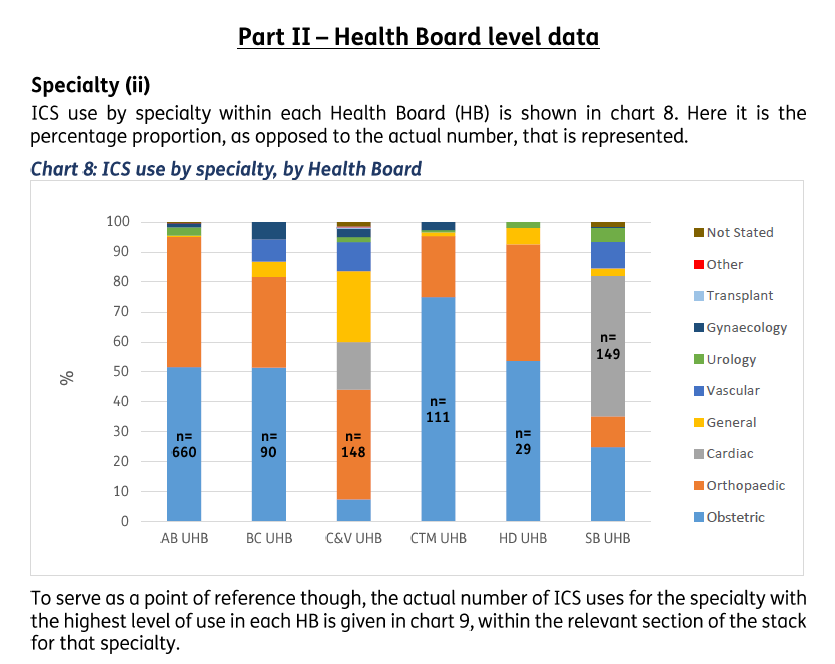 Part II – Health Board level data
Specialty (ii)
ICS use by specialty within each Health Board (HB) is shown in chart 8. Here it is the
percentage proportion, as opposed to the actual number, that is represented.
Chart 8: ICS use by specialty, by Health Board
100
90
80
70
60
50
40
30
20
10
0
%
n=
660
n=
90
n=
148
n=
111
n=
29
n=
149
AB UHB
BC UHB
C&V UHB
CTM UHB
HD UHB
SB UHB
Not Stated
Other
Transplant
Gynaecology
Urology
Vascular
General
Cardiac
Orthopaedic
Obstetric
To serve as a point of reference though, the actual number of ICS uses for the specialty with
the highest level of use in each HB is given in chart 9, within the relevant section of the stack
for that specialty.